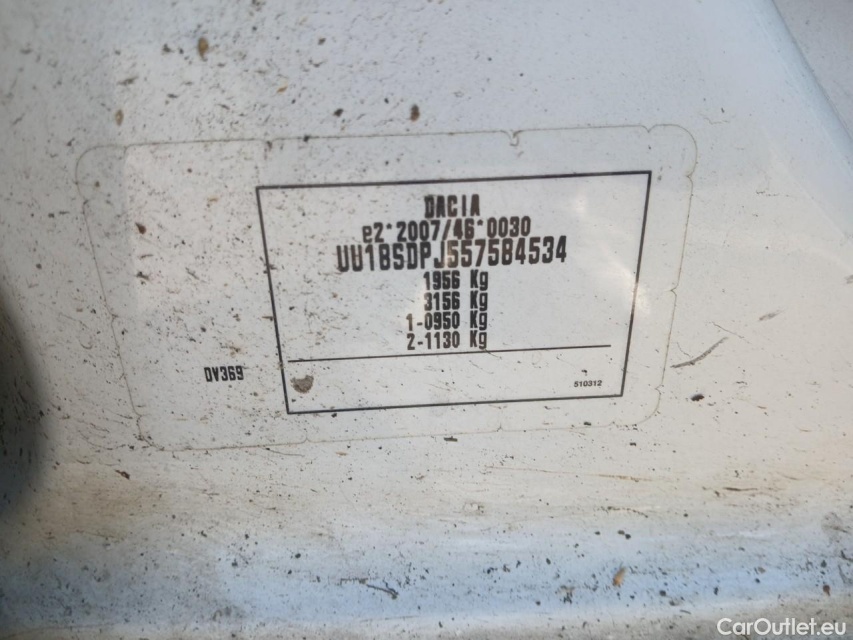 DACIA
e2*2007/46*0030
UU1BSDPJ557584534
1956 Kg
3156 Kg
1-0950 Kg
2-1130 Kg
DV369
510312
CarOutlet.eu